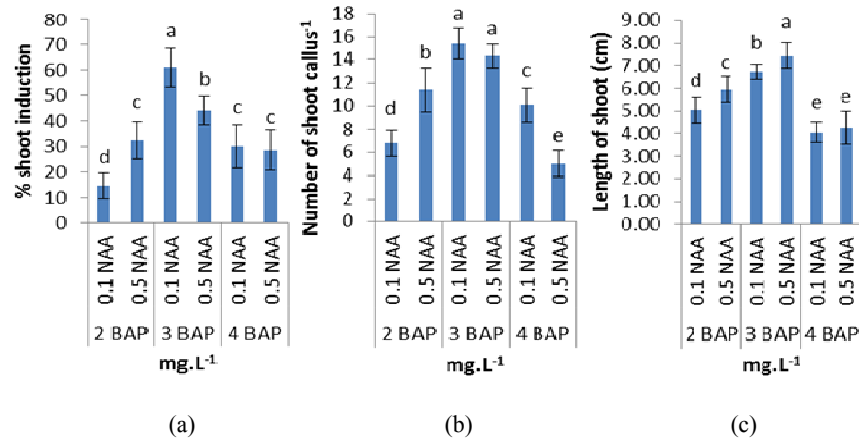 % shoot induction
80
70
60
50
40
30
20
10
0
d
c
a
b
c
c
0.1 NAA
0.5 NAA
0.1 NAA
0.5 NAA
0.1 NAA
0.5 NAA
2 BAP
3 BAP
4 BAP
mg.L-1
(a)
Number of shoot callus-1
18
16
14
12
10
8
6
4
2
0
d
b
a
a
c
e
0.1 NAA
0.5 NAA
0.1 NAA
0.5 NAA
0.1 NAA
0.5 NAA
2 BAP
3 BAP
4 BAP
mg.L-1
(b)
Length of shoot (cm)
9.00
8.00
7.00
6.00
5.00
4.00
3.00
2.00
1.00
0.00
d
c
b
a
e
e
0.1 NAA
0.5 NAA
0.1 NAA
0.5 NAA
0.1 NAA
0.5 NAA
2 BAP
3 BAP
4 BAP
mg.L-1
(c)